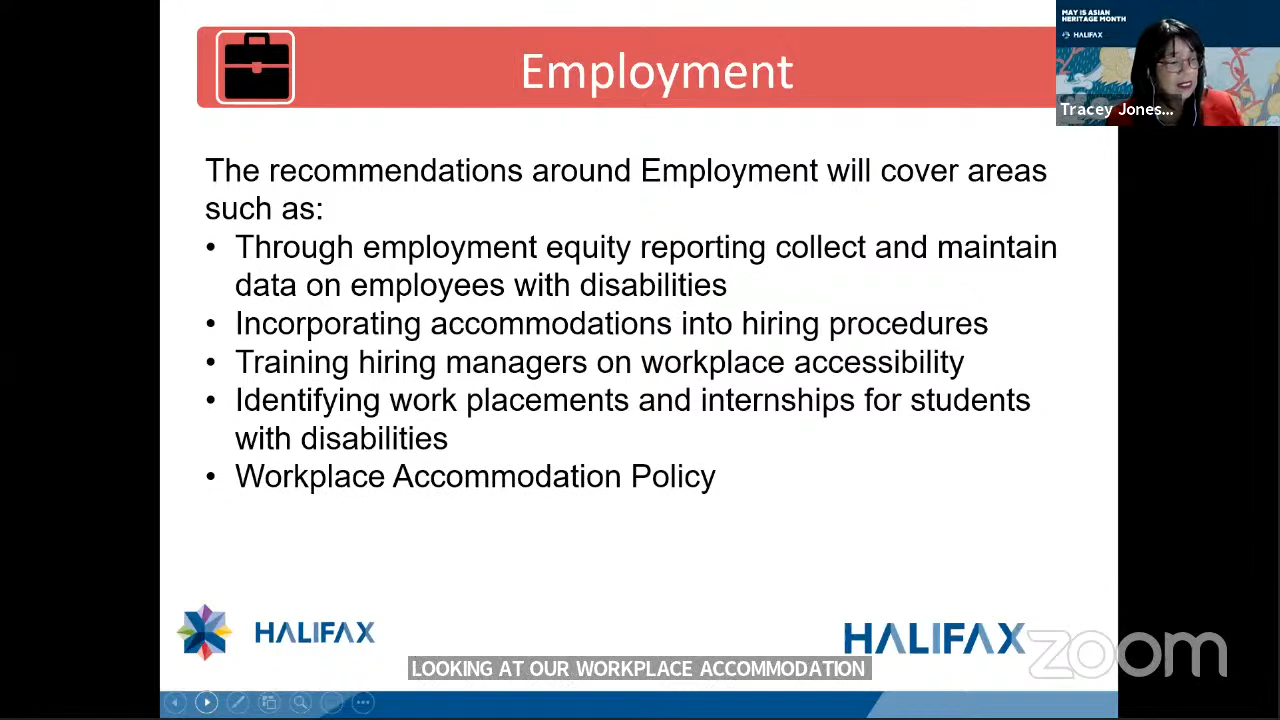 Employment
MAY IS ASIAN
HERITAGE MONTH
HALIFAX
Tracey Jones...
The recommendations around Employment will cover areas
such as:
• Through employment equity reporting collect and maintain
data on employees with disabilities
• Incorporating accommodations into hiring procedures
• Training hiring managers on workplace accessibility
• Identifying work placements and internships for students
with disabilities
• Workplace Accommodation Policy
HALIFAX
HALIFAX
zoom
LOOKING AT OUR WORKPLACE ACCOMMODATION